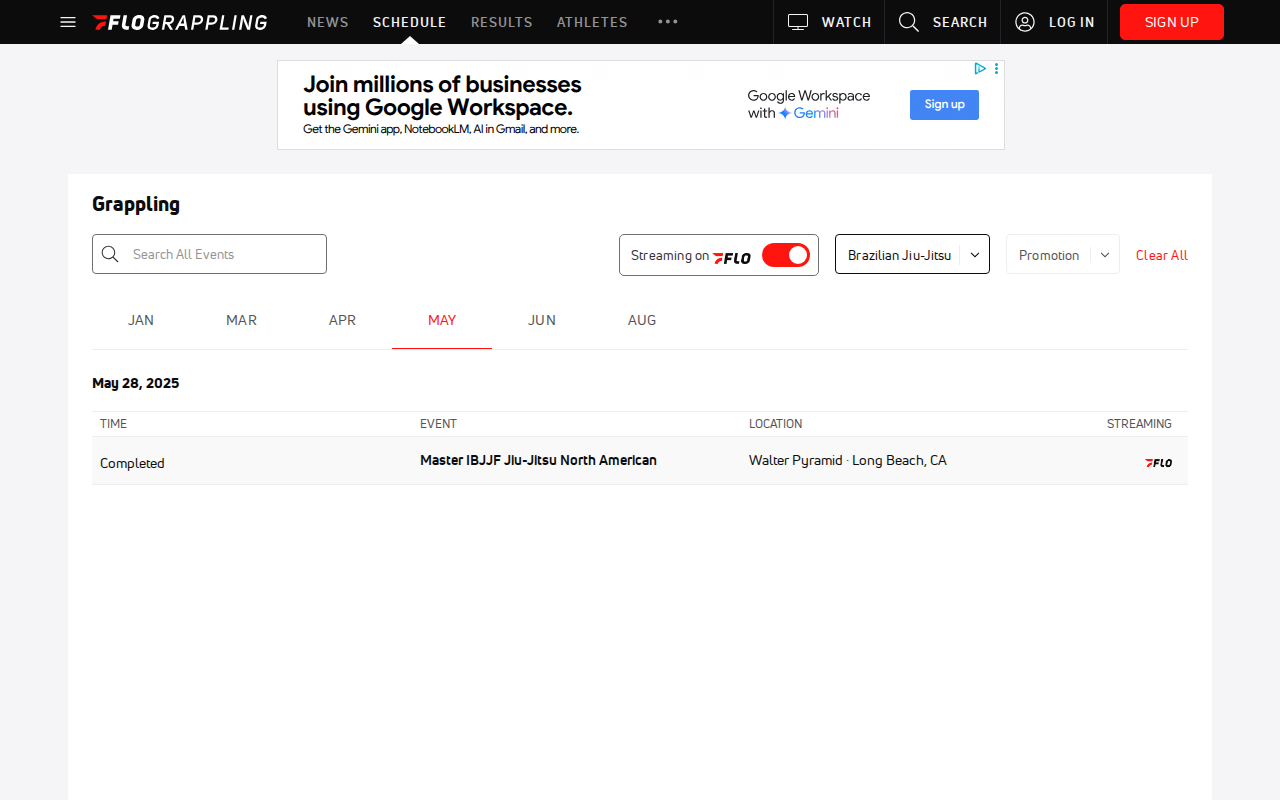 FLOGRAPPLING NEWS SCHEDULE RESULTS ATHLETES WATCH SEARCH LOG IN SIGN UP
Join millions of businesses
using Google Workspace.
Get the Gemini app, NotebookLM, AI in Gmail, and more.
Google Workspace
with Gemini
Sign up
Grappling
Search All Events
Streaming on FLO
Brazilian Jiu-Jitsu
Promotion
Clear All
JAN MAR APR MAY JUN AUG
May 28, 2025
TIME EVENT LOCATION STREAMING
Completed Master IBJJF Jiu-Jitsu North American Walter Pyramid · Long Beach, CA FLO